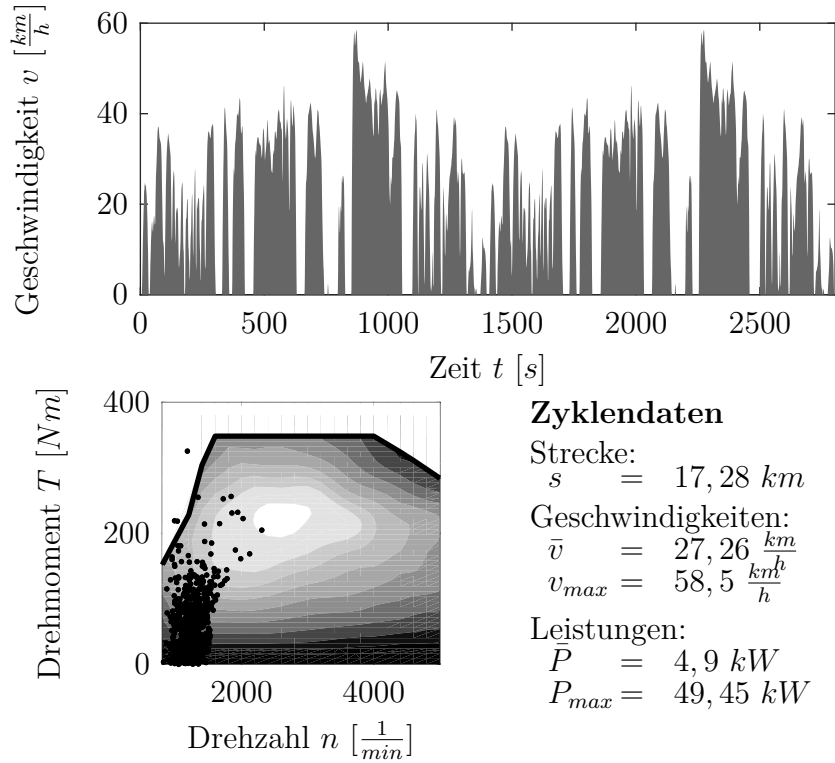 60
40
20
0
Geschwindigkeit v [km/h]
0 500 1000 1500 2000 2500
Zeit t [s]
400
200
0
Drehmoment T [Nm]
2000 4000
Drehzahl n [1/min]
Zyklendaten
Strecke:
s = 17, 28 km
Geschwindigkeiten:
v̄ = 27, 26 km/h
v_max = 58, 5 km/h
Leistungen:
P̄ = 4, 9 kW
P_max = 49, 45 kW